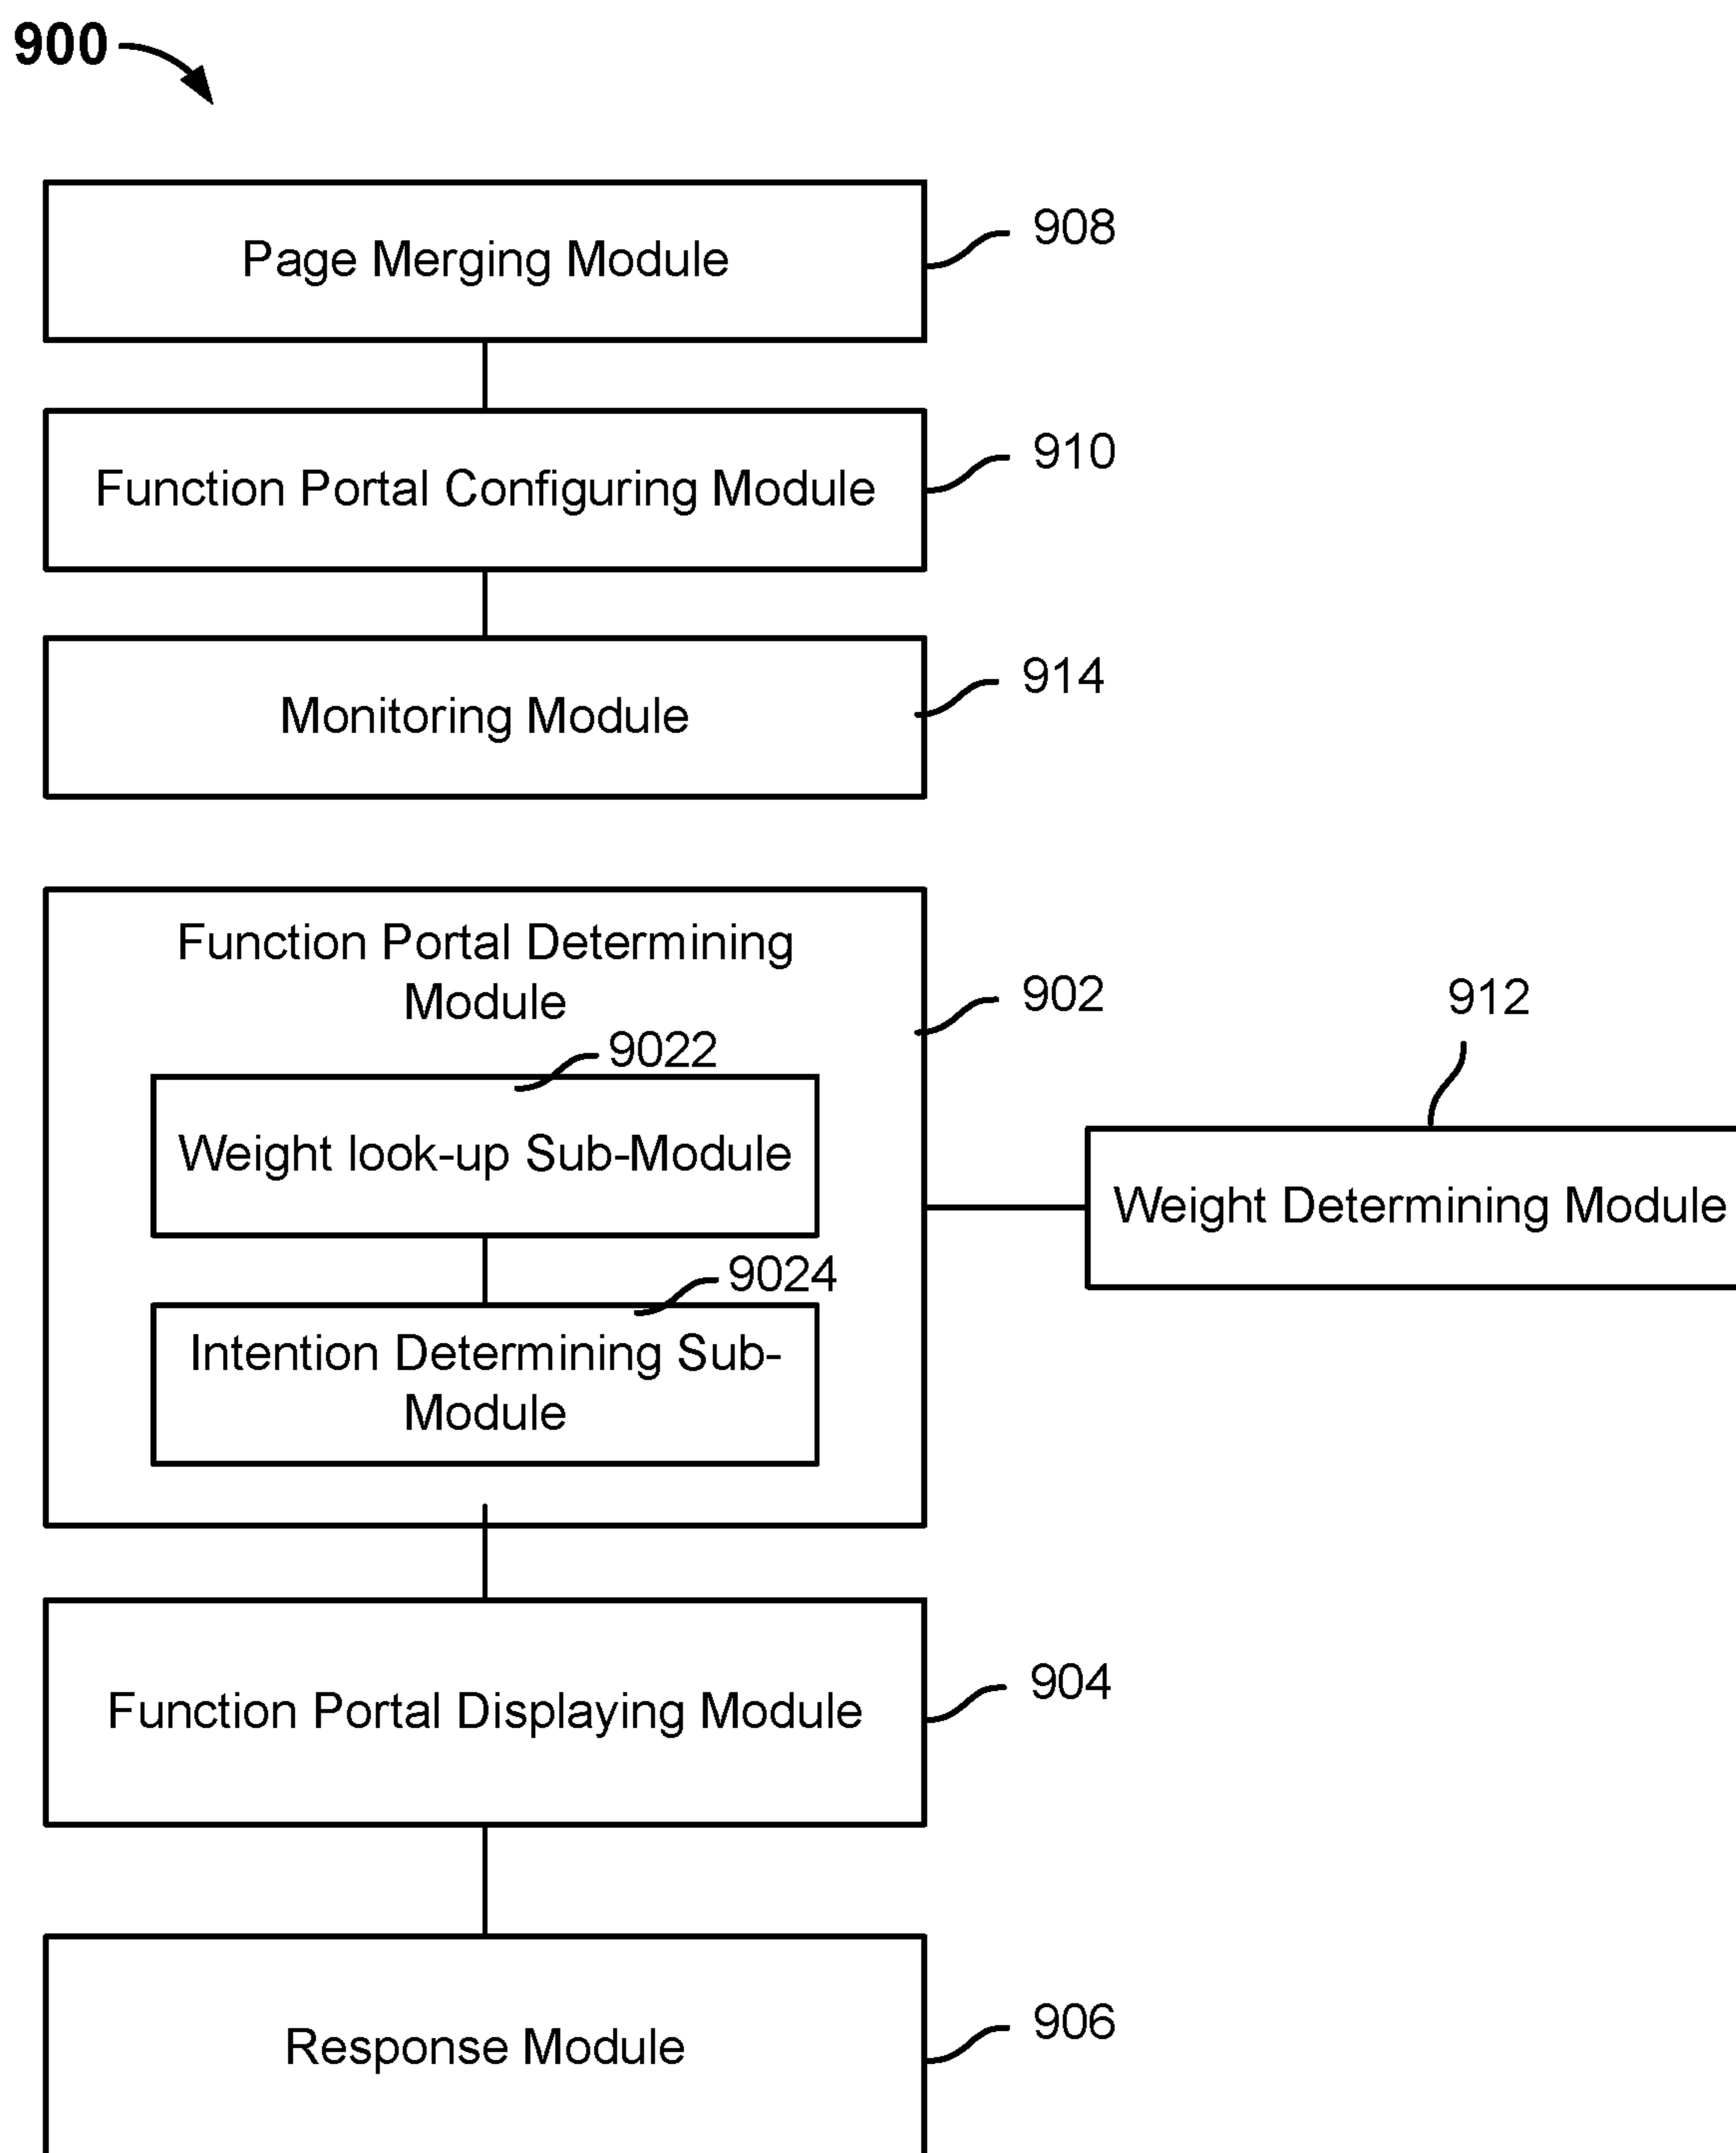 900
Page Merging Module
908
Function Portal Configuring Module
910
Monitoring Module
914
Function Portal Determining
Module
902
9022
Weight look-up Sub-Module
9024
Intention Determining Sub-
Module
912
Weight Determining Module
Function Portal Displaying Module
904
Response Module
906